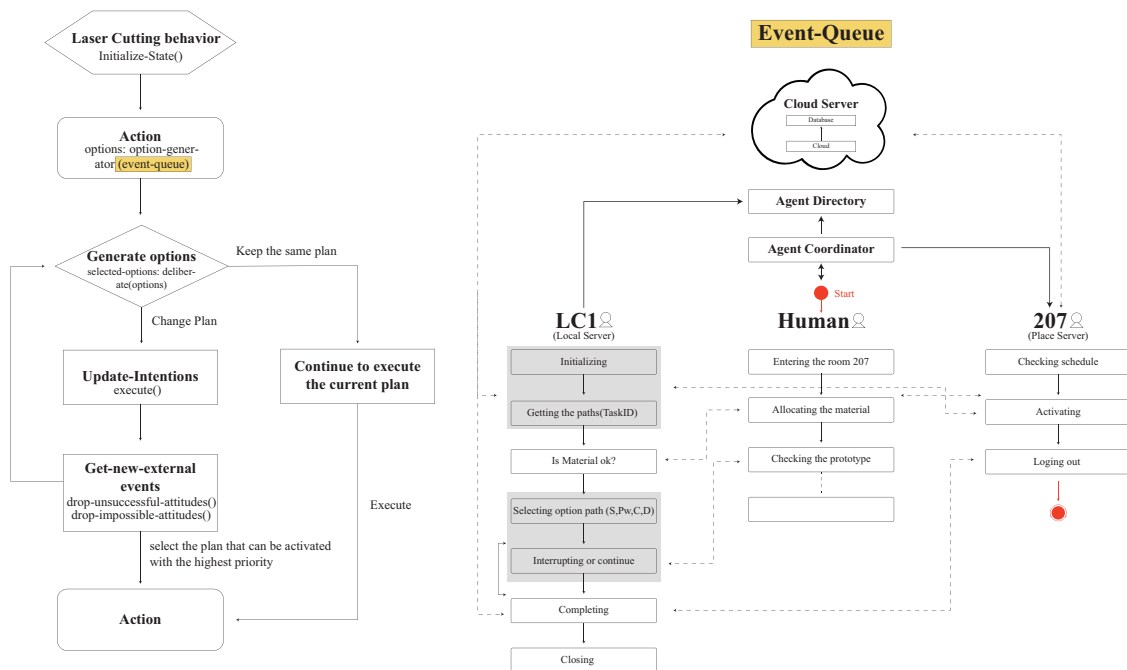 Laser Cutting behavior
Initialize-State()
Action
options: option-gener-
ator (event-queue)
Generate options
selected-options: deliber-
ate(options)
Keep the same plan
Change Plan
Update-Intentions
execute()
Continue to execute
the current plan
Get-new-external
events
drop-unsuccessful-attitudes()
drop-impossible-attitudes()
Execute
select the plan that can be activated
with the highest priority
Action
Event-Queue
Cloud Server
Database
Cloud
Agent Directory
Agent Coordinator
Start
LC1
(Local Server)
Initializing
Getting the paths(TaskID)
Is Material ok?
Selecting option path (S,Pw,C,D)
Interrupting or continue
Completing
Closing
Human
Entering the room 207
Allocating the material
Checking the prototype
207
(Place Server)
Checking schedule
Activating
Loging out